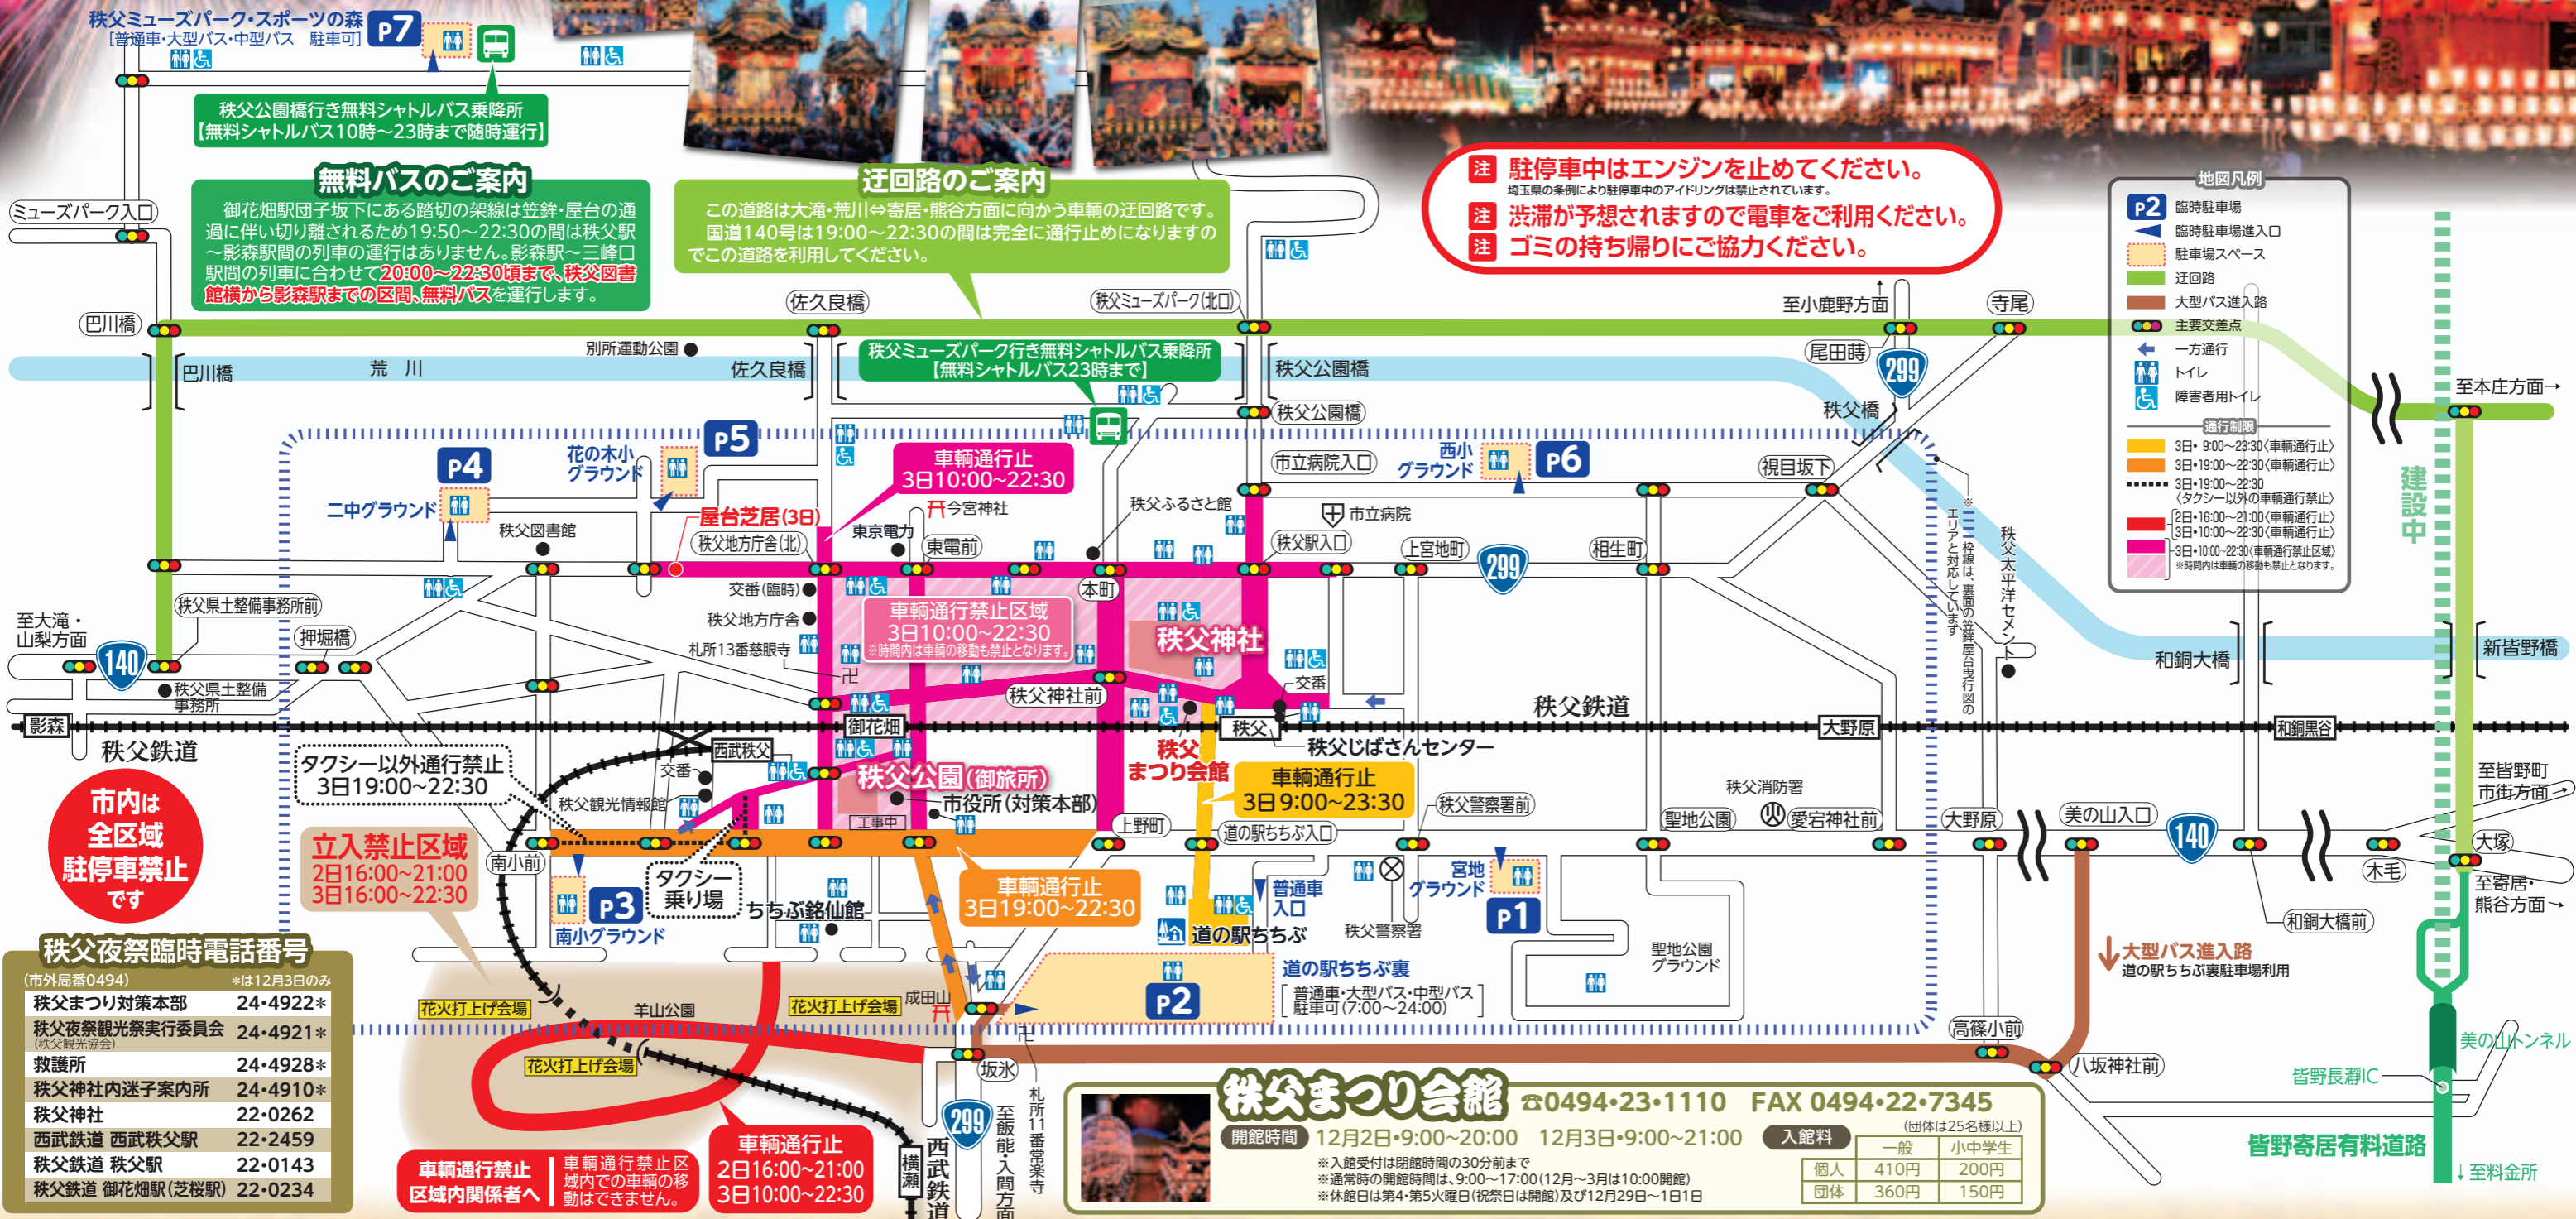 秩父ミューズパーク・スポーツの森
[普通車・大型バス・中型バス 駐車可]
P7
秩父公園橋行き無料シャトルバス乗降所
【無料シャトルバス10時～23時まで随時運行】
無料バスのご案内
御花畑駅団子坂下にある踏切の架線は笠鉾・屋台の通
過に伴い切り離されるため19:50～22:30の間は秩父駅
～影森駅間の列車の運行はありません。影森駅～三峰口
駅間の列車に合わせて20:00～22:30頃まで、秩父図書
館横から影森駅までの区間、無料バスを運行します。
迂回路のご案内
この道路は大滝・荒川⇔寄居・熊谷方面に向かう車輌の迂回路です。
国道140号は19:00～22:30の間は完全に通行止めになりますの
でこの道路を利用してください。
注 駐停車中はエンジンを止めてください。
埼玉県の条例により駐停車中のアイドリングは禁止されています。
注 渋滞が予想されますので電車をご利用ください。
注 ゴミの持ち帰りにご協力ください。
地図凡例
P2 臨時駐車場
臨時駐車場進入口
駐車場スペース
迂回路
大型バス進入路
主要交差点
一方通行
トイレ
障害者用トイレ
通行制限
3日・9:00～23:30〈車輌通行止〉
3日・19:00～22:30〈車輌通行止〉
3日・19:00～22:30
〈タクシー以外の車輌通行禁止〉
2日・16:00～21:00〈車輌通行止〉
3日・10:00～22:30〈車輌通行止〉
3日・10:00～22:30〈車輌通行禁止区域〉
※時間内は車輌の移動も禁止となります。
ミューズパーク入口
巴川橋
佐久良橋
秩父ミューズパーク(北口)
至小鹿野方面
寺尾
尾田蒔
299
別所運動公園
巴川橋
荒川
佐久良橋
秩父ミューズパーク行き無料シャトルバス乗降所
【無料シャトルバス23時まで】
秩父公園橋
秩父公園橋
秩父橋
至本庄方面→
建設中
P4
二中グラウンド
花の木小
グラウンド
P5
車輌通行止
3日10:00～22:30
西小
グラウンド
P6
市立病院入口
視目坂下
秩父図書館
屋台芝居(3日)
秩父地方庁舎(北)
東京電力
今宮神社
東電前
秩父ふるさと館
市立病院
秩父駅入口
上宮地町
299
相生町
※ 枠線は、裏面の笠鉾屋台曳行図の
エリアと対応しています
秩父太平洋セメント
至大滝・
山梨方面
140
秩父県土整備事務所前
押堀橋
秩父県土整備
事務所
交番(臨時)
秩父地方庁舎
札所13番慈眼寺
車輌通行禁止区域
3日10:00～22:30
※時間内は車輌の移動も禁止となります。
本町
秩父神社
秩父神社前
交番
和銅大橋
新皆野橋
影森
秩父鉄道
西武秩父
御花畑
秩父
秩父鉄道
大野原
和銅黒谷
秩父じばさんセンター
秩父
まつり会館
市内は
全区域
駐停車禁止
です
タクシー以外通行禁止
3日19:00～22:30
交番
秩父観光情報館
秩父公園(御旅所)
市役所(対策本部)
工事中
車輌通行止
3日9:00～23:30
秩父警察署前
秩父消防署
聖地公園
愛宕神社前
大野原
美の山入口
140
至皆野町
市街方面→
大塚
木毛
至寄居・
熊谷方面→
和銅大橋前
立入禁止区域
2日16:00～21:00
3日16:00～22:30
南小前
P3
南小グラウンド
タクシー
乗り場
ちちぶ銘仙館
上野町
道の駅ちちぶ入口
車輌通行止
3日19:00～22:30
普通車
入口
道の駅ちちぶ
秩父警察署
宮地
グラウンド
P1
聖地公園
グラウンド
大型バス進入路
道の駅ちちぶ裏駐車場利用
道の駅ちちぶ裏
P2
[普通車・大型バス・中型バス
駐車可(7:00～24:00)]
花火打上げ会場
羊山公園
花火打上げ会場
成田山
花火打上げ会場
坂氷
高篠小前
八坂神社前
美の山トンネル
皆野長瀞IC
皆野寄居有料道路
↓至料金所
秩父夜祭臨時電話番号
(市外局番0494) ＊は12月3日のみ
秩父まつり対策本部 24・4922＊
秩父夜祭観光祭実行委員会 24・4921＊
(秩父観光協会)
救護所 24・4928＊
秩父神社内迷子案内所 24・4910＊
秩父神社 22・0262
西武鉄道 西武秩父駅 22・2459
秩父鉄道 秩父駅 22・0143
秩父鉄道 御花畑駅(芝桜駅) 22・0234
車輌通行禁止
区域内関係者へ
車輌通行禁止区
域内での車輌の移
動はできません。
車輌通行止
2日16:00～21:00
3日10:00～22:30
横瀬
西武鉄道
299
至飯能・入間方面
札所11番常楽寺
秩父まつり会館 ☎0494・23・1110 FAX 0494・22・7345
開館時間 12月2日・9:00～20:00 12月3日・9:00～21:00
※入館受付は閉館時間の30分前まで
※通常時の開館時間は、9:00～17:00(12月～3月は10:00開館)
※休館日は第4・第5火曜日(祝祭日は開館)及び12月29日～1日1日
入館料 (団体は25名様以上)
一般 小中学生
個人 410円 200円
団体 360円 150円